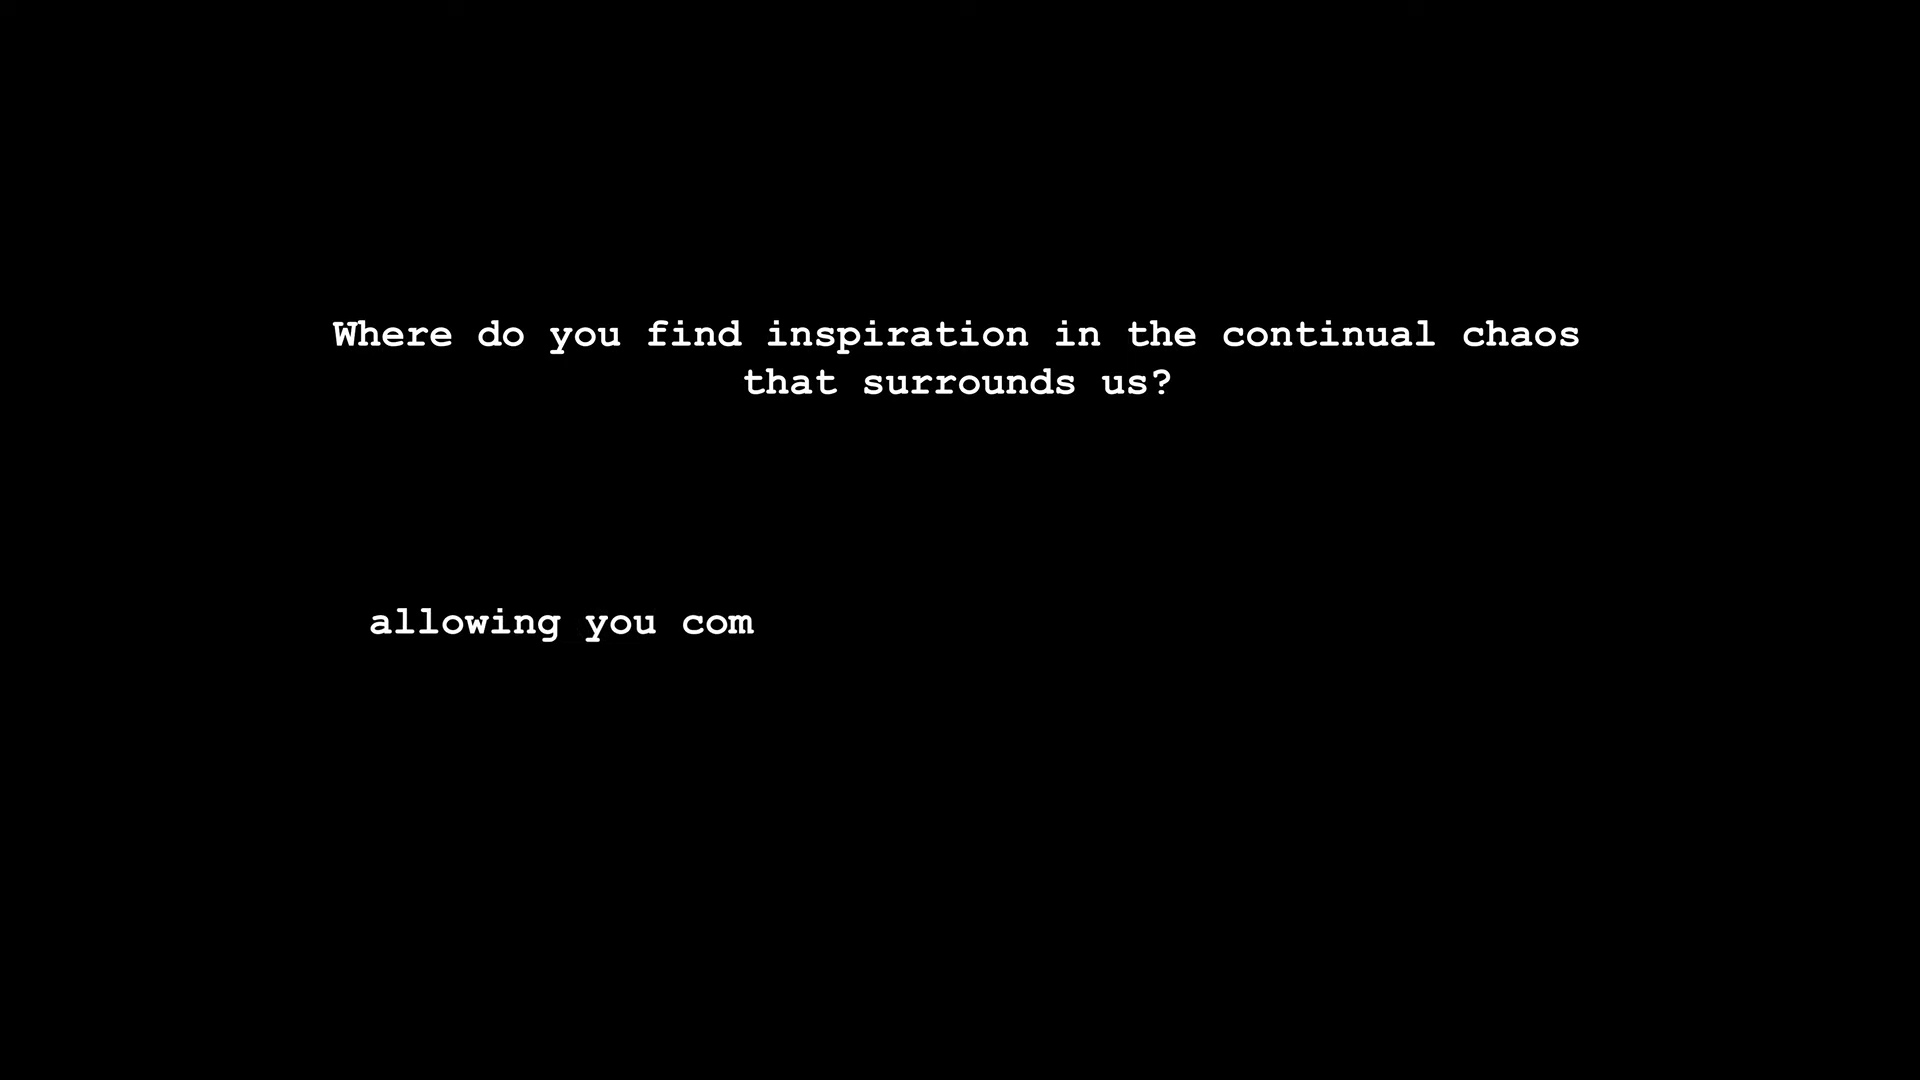 Where do you find inspiration in the continual chaos
that surrounds us?
allowing you com